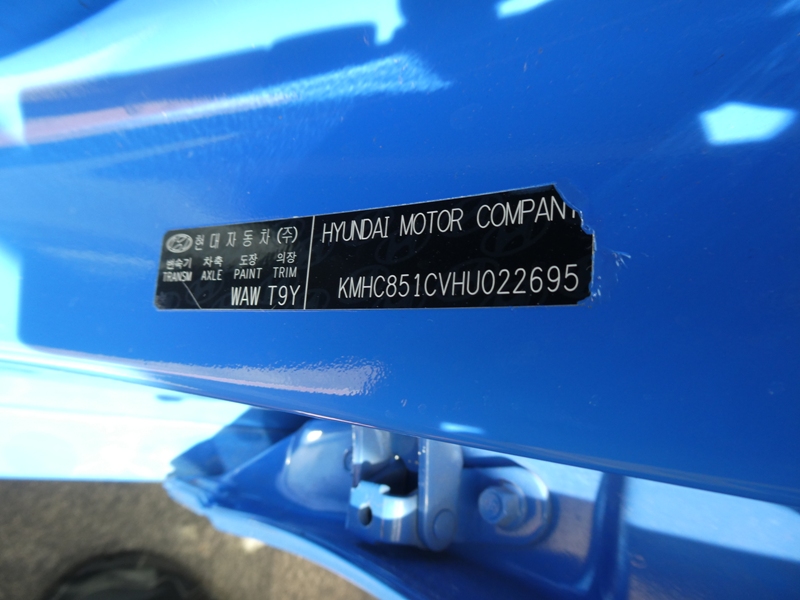 현대자동차(주)
변속기 차축 도장 의장
TRANSM AXLE PAINT TRIM
WAW T9Y
HYUNDAI MOTOR COMPANY
KMHC851CVHU022695